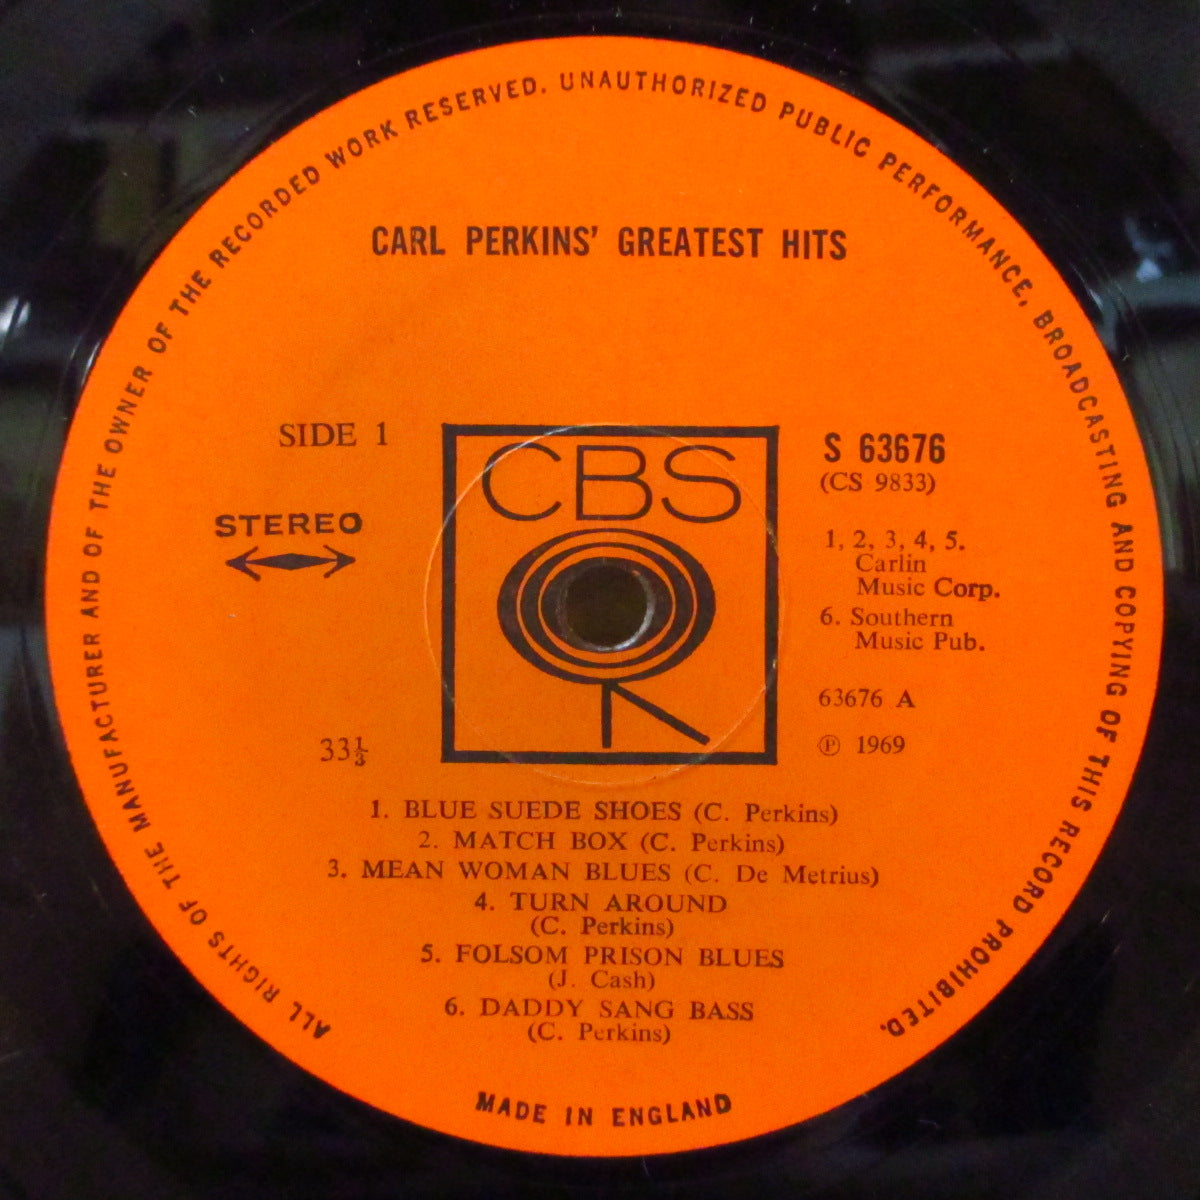 ALL RIGHTS OF THE MANUFACTURER AND OF THE OWNER OF THE RECORDED WORK RESERVED. UNAUTHORIZED PUBLIC PERFORMANCE, BROADCASTING AND COPYING OF THIS RECORD PROHIBITED.
CARL PERKINS' GREATEST HITS
SIDE 1
STEREO
33⅓
CBS
S 63676
(CS 9833)
1, 2, 3, 4, 5.
Carlin
Music Corp.
6. Southern
Music Pub.
63676 A
℗ 1969
1. BLUE SUEDE SHOES (C. Perkins)
2. MATCH BOX (C. Perkins)
3. MEAN WOMAN BLUES (C. De Metrius)
4. TURN AROUND
(C. Perkins)
5. FOLSOM PRISON BLUES
(J. Cash)
6. DADDY SANG BASS
(C. Perkins)
MADE IN ENGLAND